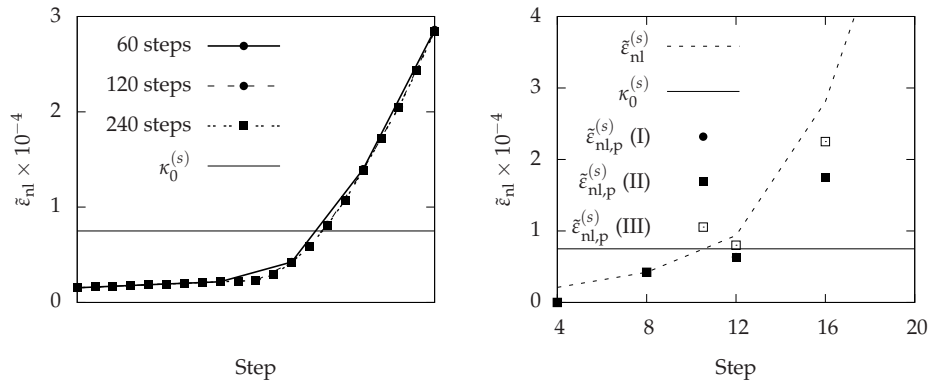 3
2
1
0
ε̃nl × 10⁻⁴
60 steps
120 steps
240 steps
κ₀⁽ˢ⁾
Step
4
3
2
1
0
ε̃nl × 10⁻⁴
ε̃nl⁽ˢ⁾
κ₀⁽ˢ⁾
ε̃nl,p⁽ˢ⁾ (I)
ε̃nl,p⁽ˢ⁾ (II)
ε̃nl,p⁽ˢ⁾ (III)
4 8 12 16 20
Step